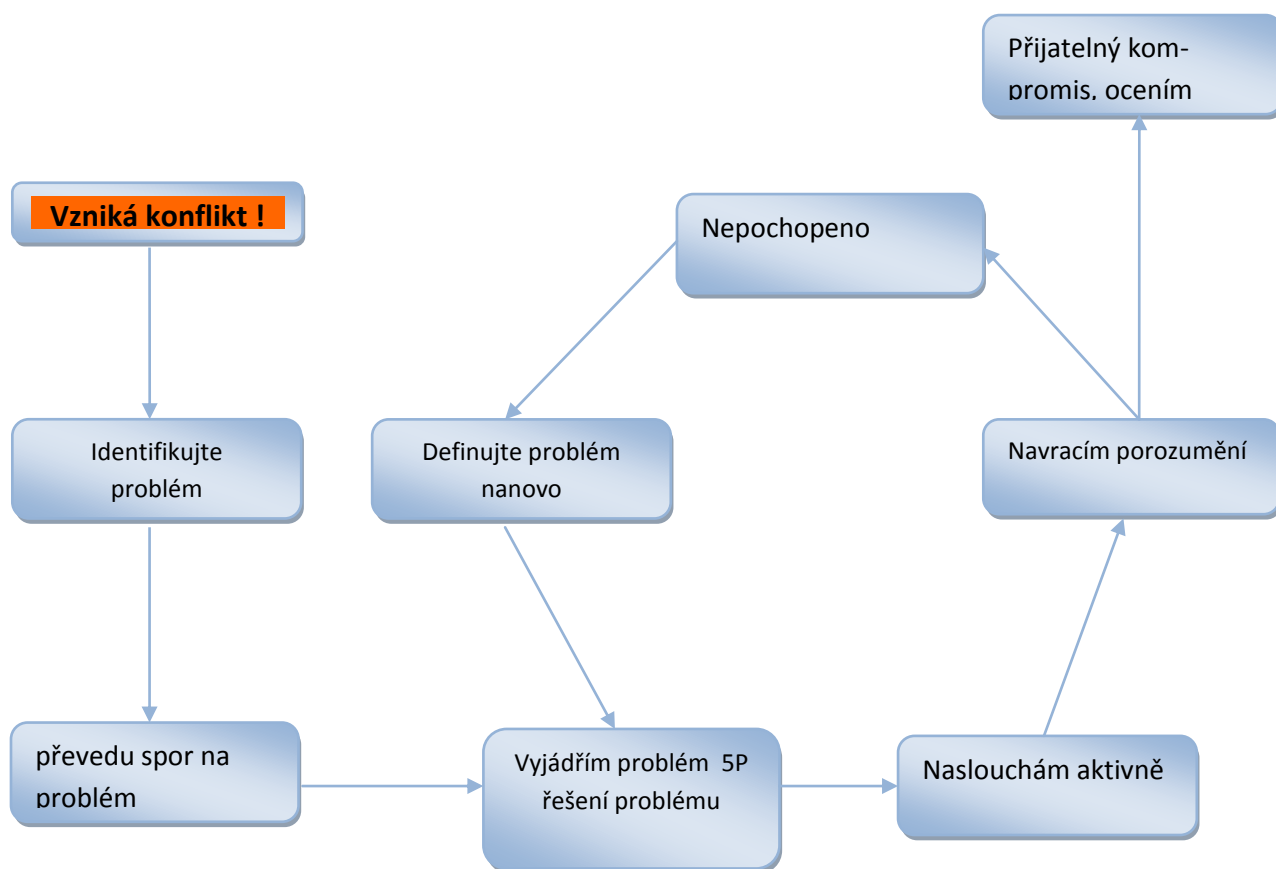 Přijatelný kom-
promis, ocením
Vzniká konflikt !
Nepochopeno
Identifikujte
problém
Definujte problém
nanovo
Navracím porozumění
převedu spor na
problém
Vyjádřím problém 5P
řešení problému
Naslouchám aktivně